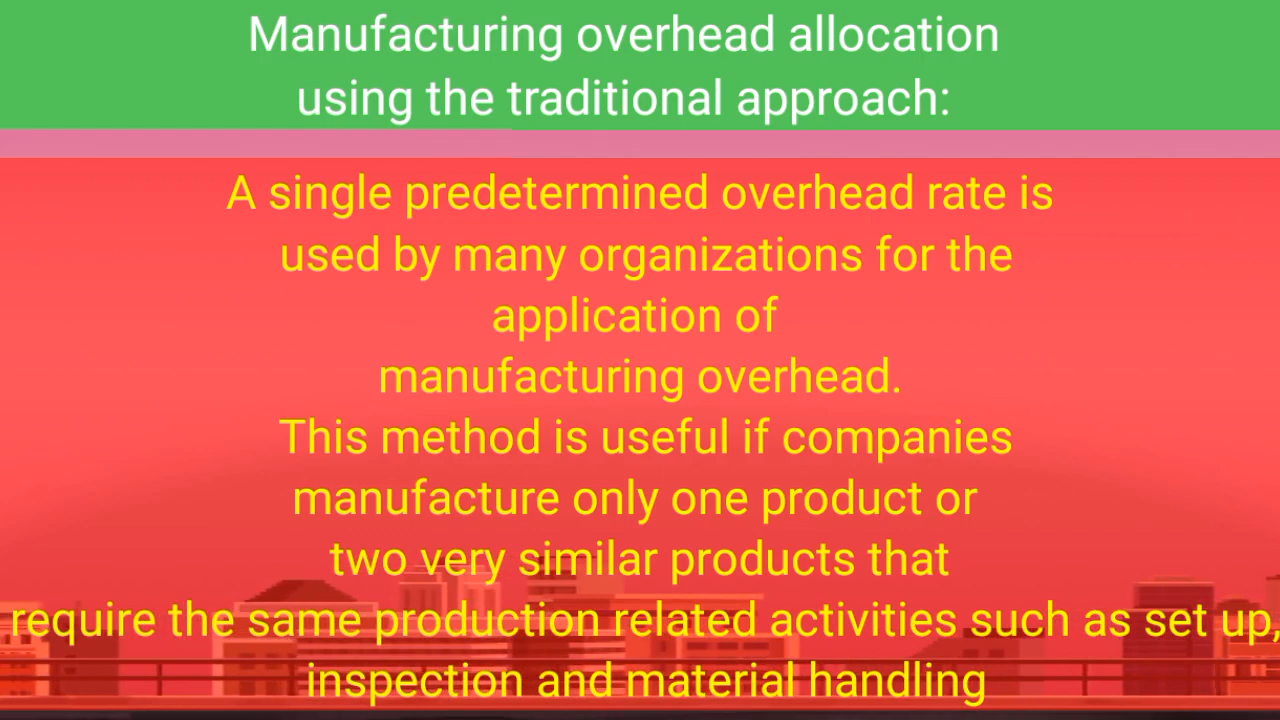 Manufacturing overhead allocation
using the traditional approach:
A single predetermined overhead rate is
used by many organizations for the
application of
manufacturing overhead.
This method is useful if companies
manufacture only one product or
two very similar products that
require the same production related activities such as set up,
inspection and material handling